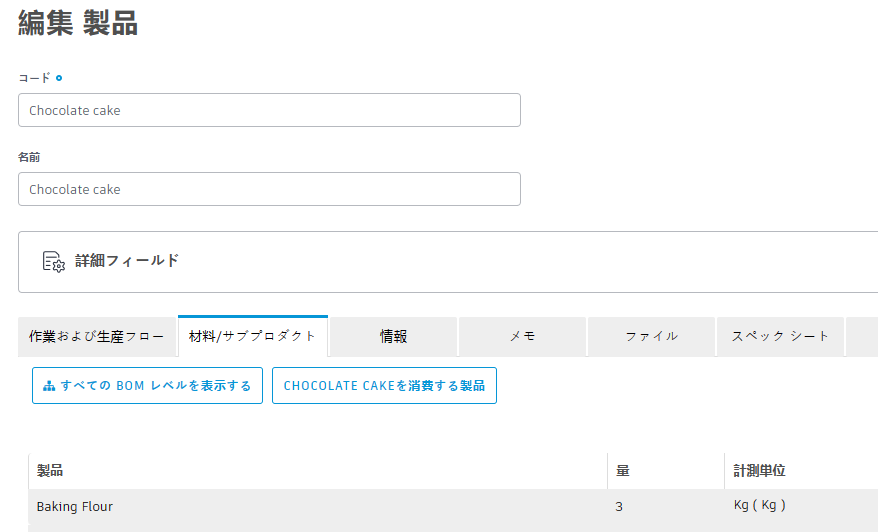 編集 製品
コード
Chocolate cake
名前
Chocolate cake
詳細フィールド
作業および生産フロー 材料/サブプロダクト 情報 メモ ファイル スペック シート
すべての BOM レベルを表示する CHOCOLATE CAKEを消費する製品
製品 量 計測単位
Baking Flour 3 Kg ( Kg )